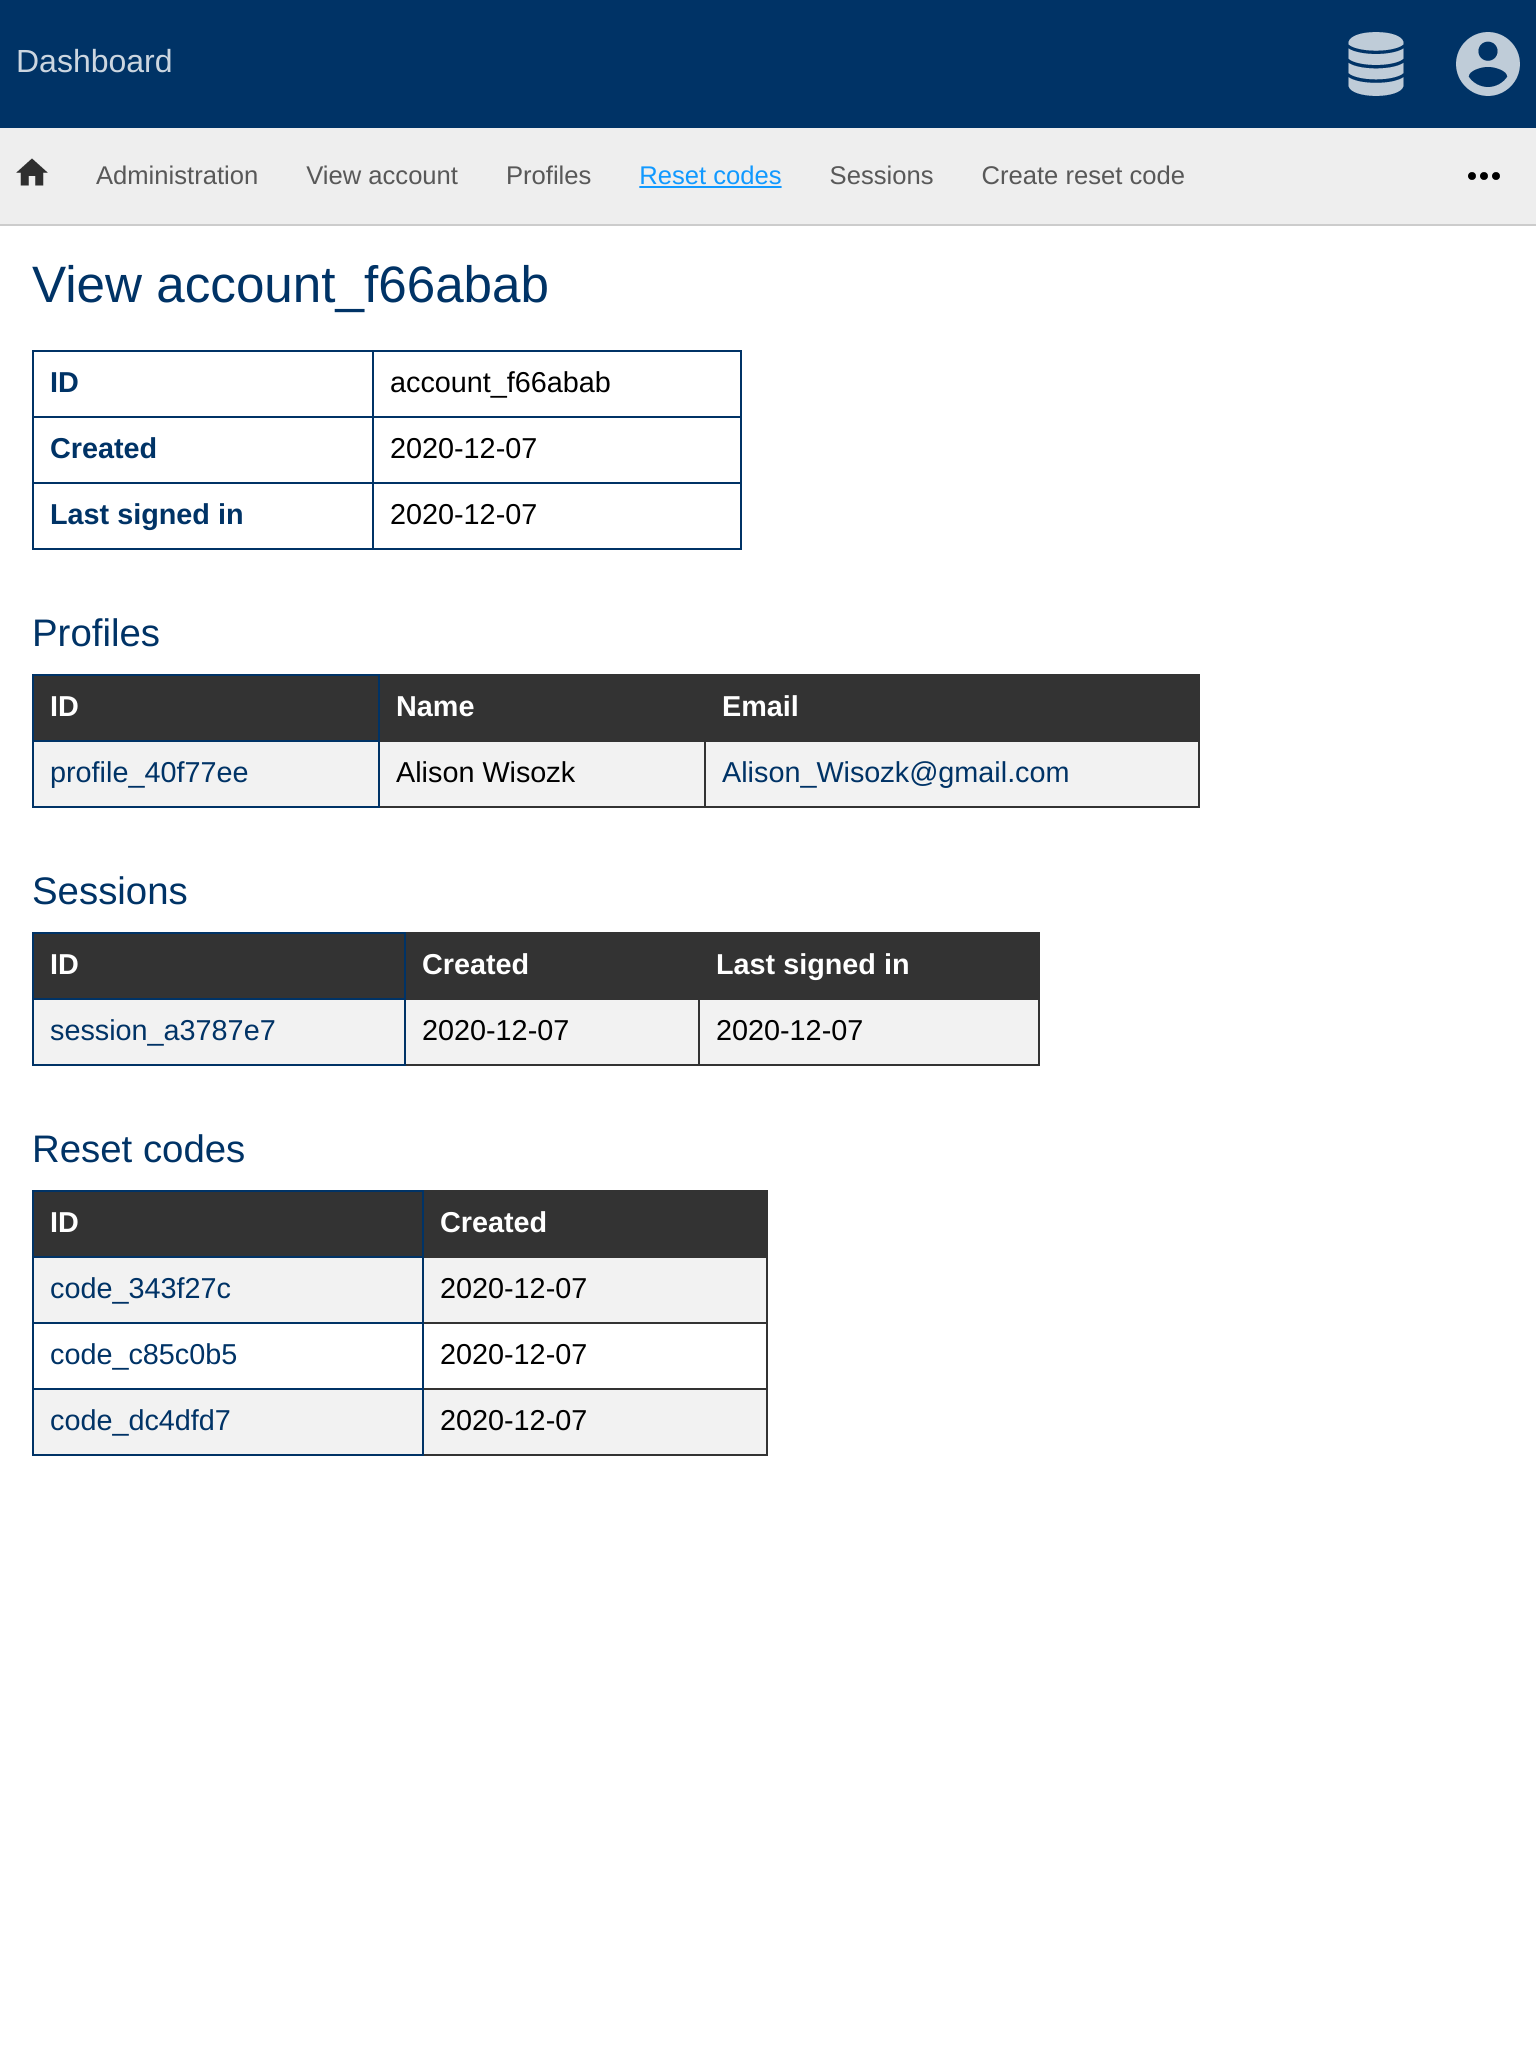 Dashboard
Administration View account Profiles Reset codes Sessions Create reset code
View account_f66abab
ID account_f66abab
Created 2020-12-07
Last signed in 2020-12-07
Profiles
ID Name Email
profile_40f77ee Alison Wisozk Alison_Wisozk@gmail.com
Sessions
ID Created Last signed in
session_a3787e7 2020-12-07 2020-12-07
Reset codes
ID Created
code_343f27c 2020-12-07
code_c85c0b5 2020-12-07
code_dc4dfd7 2020-12-07